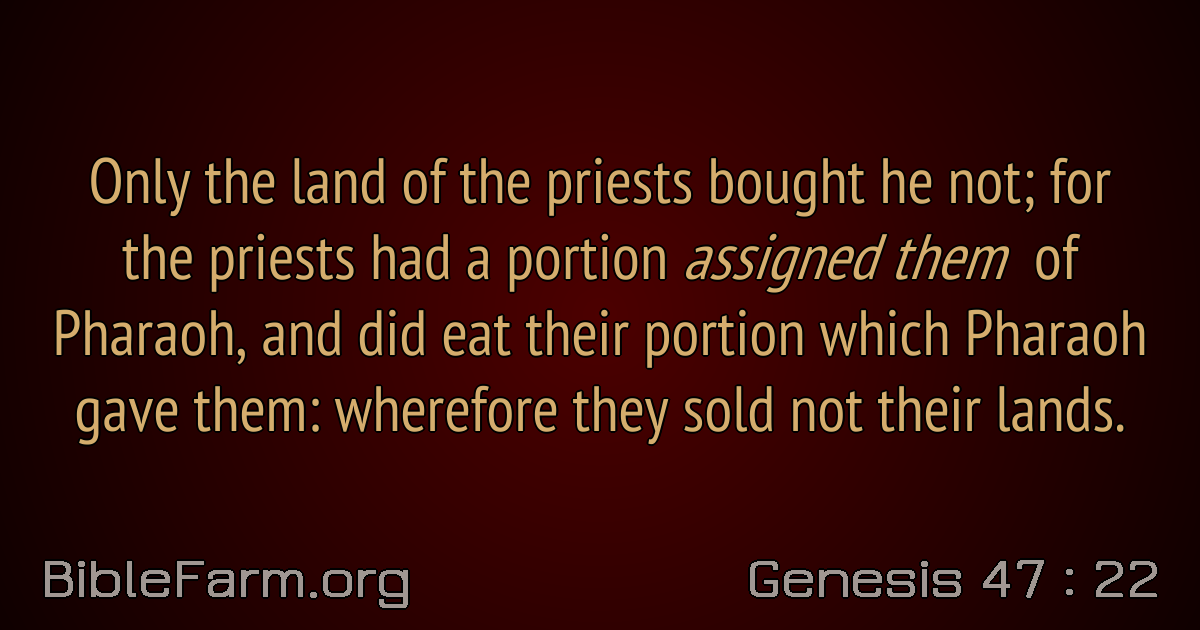 Only the land of the priests bought he not; for
the priests had a portion assigned them of
Pharaoh, and did eat their portion which Pharaoh
gave them: wherefore they sold not their lands.
BibleFarm.org
Genesis 47 : 22